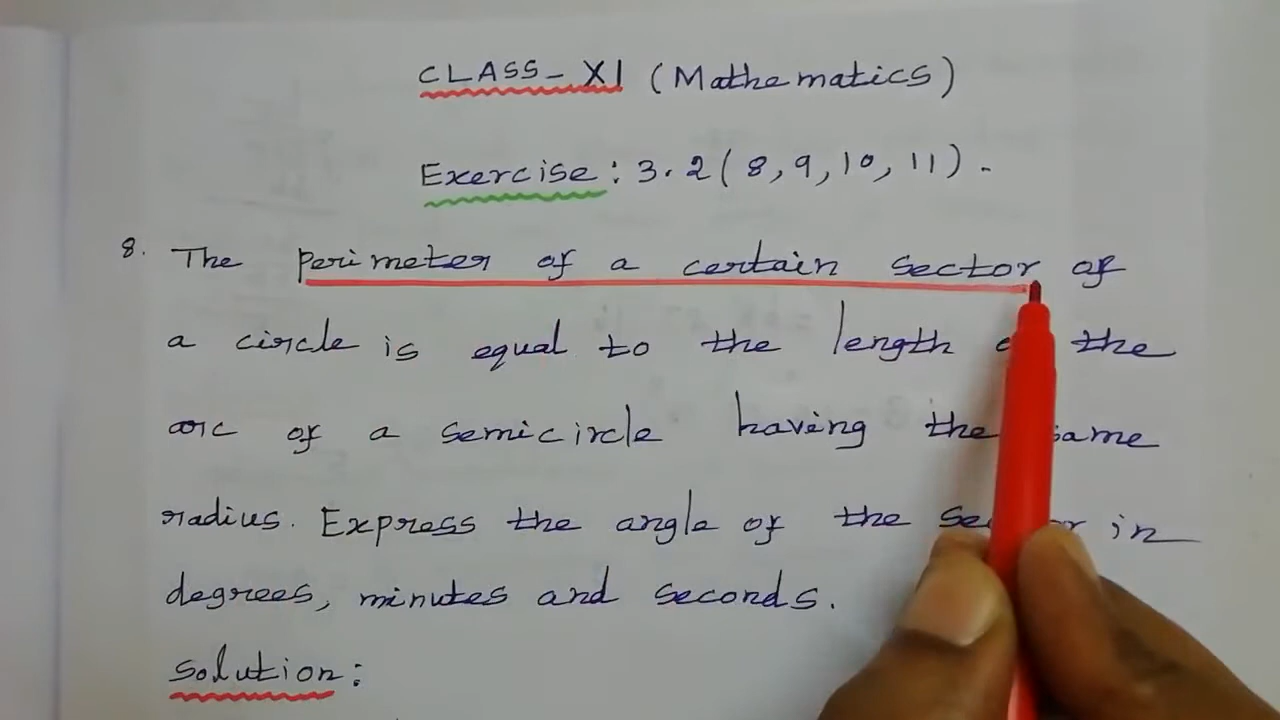 CLASS - XI (Mathematics)
Exercise : 3.2 (8, 9, 10, 11).
8. The perimeter of a certain sector of
a circle is equal to the length the
arc of a semicircle having the same
radius. Express the angle of the in
degrees, minutes and seconds.
Solution :